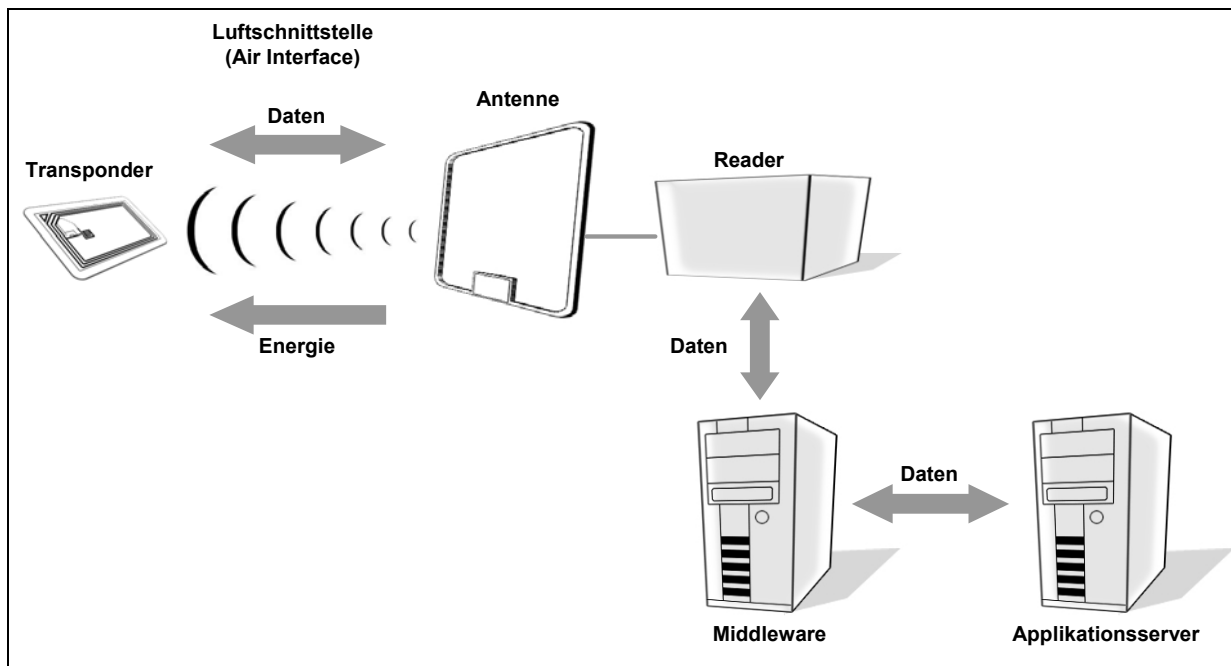 Luftschnittstelle
(Air Interface)
Daten
Antenne
Transponder
Reader
Energie
Daten
Daten
Middleware
Applikationsserver